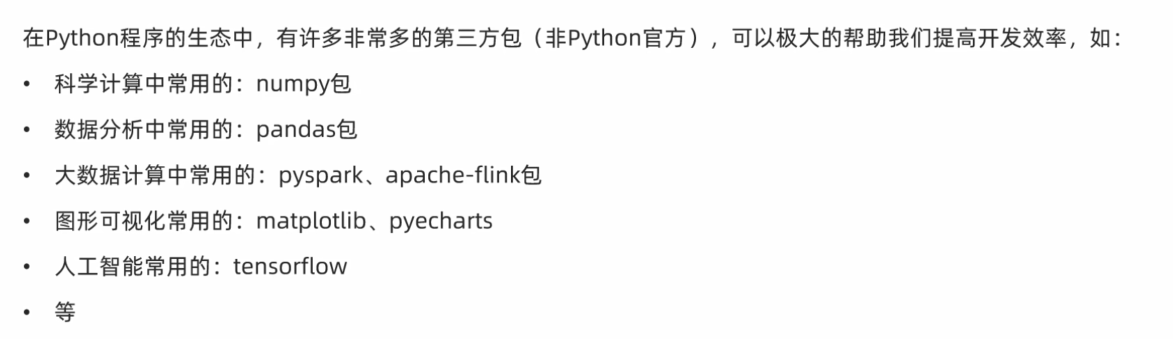 在Python程序的生态中，有许多非常多的第三方包（非Python官方），可以极大的帮助我们提高开发效率，如：
• 科学计算中常用的：numpy包
• 数据分析中常用的：pandas包
• 大数据计算中常用的：pyspark、apache-flink包
• 图形可视化常用的：matplotlib、pyecharts
• 人工智能常用的：tensorflow
• 等